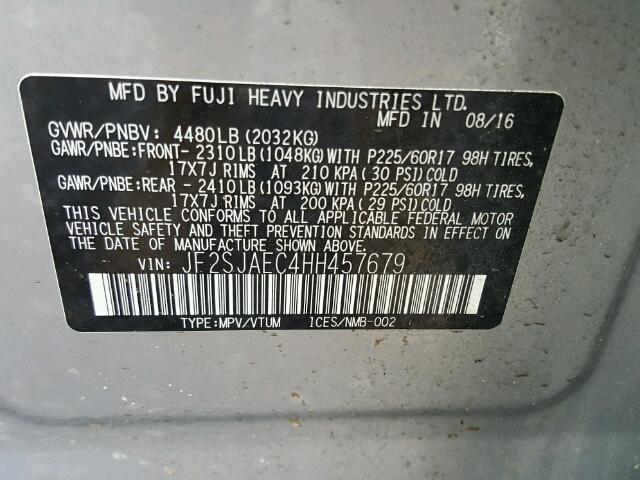 MFD BY FUJI HEAVY INDUSTRIES LTD.
MFD IN 08/16
GVWR/PNBV: 4480LB(2032KG)
GAWR/PNBE:FRONT- 2310LB(1048KG)WITH P225/60R17 98H TIRES,
17X7J RIMS AT 210 KPA(30 PSI)COLD
GAWR/PNBE:REAR - 2410LB(1093KG)WITH P225/60R17 98H TIRES,
17X7J RIMS AT 200 KPA(29 PSI)COLD
THIS VEHICLE CONFORMS TO ALL APPLICABLE FEDERAL MOTOR
VEHICLE SAFETY AND THEFT PREVENTION STANDARDS IN EFFECT ON
THE DATE OF MANUFACTURE SHOWN ABOVE.
VIN: JF2SJAEC4HH457679
TYPE:MPV/VTUM ICES/NMB-002